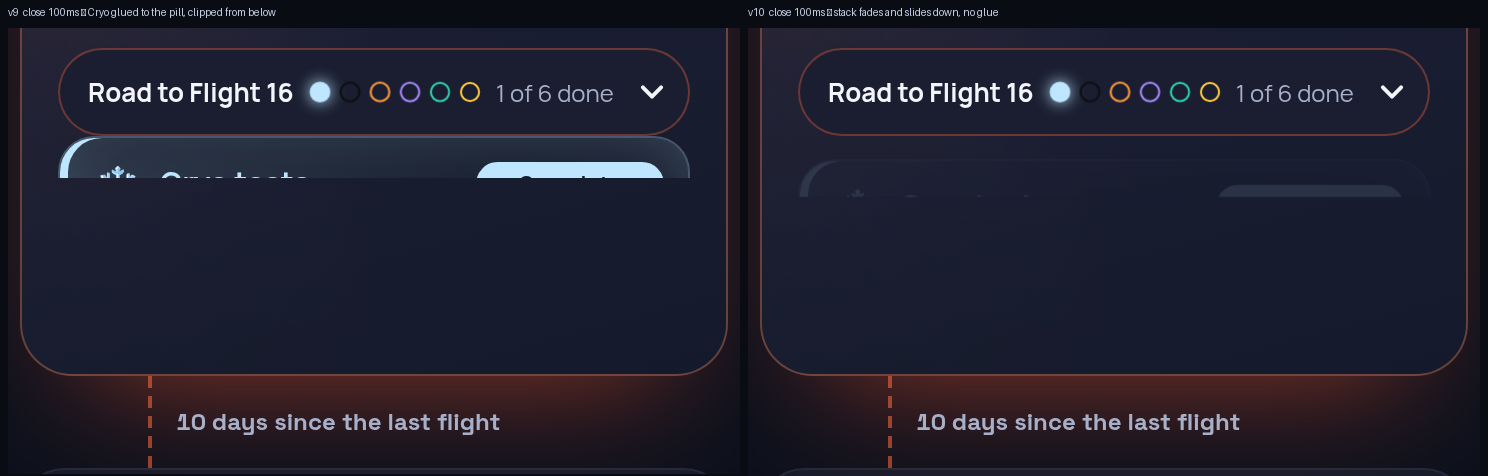 v9 close 100ms Cryo glued to the pill, clipped from below
v10 close 100ms stack fades and slides down, no glue
Road to Flight 16 1 of 6 done
10 days since the last flight
Road to Flight 16 1 of 6 done
10 days since the last flight